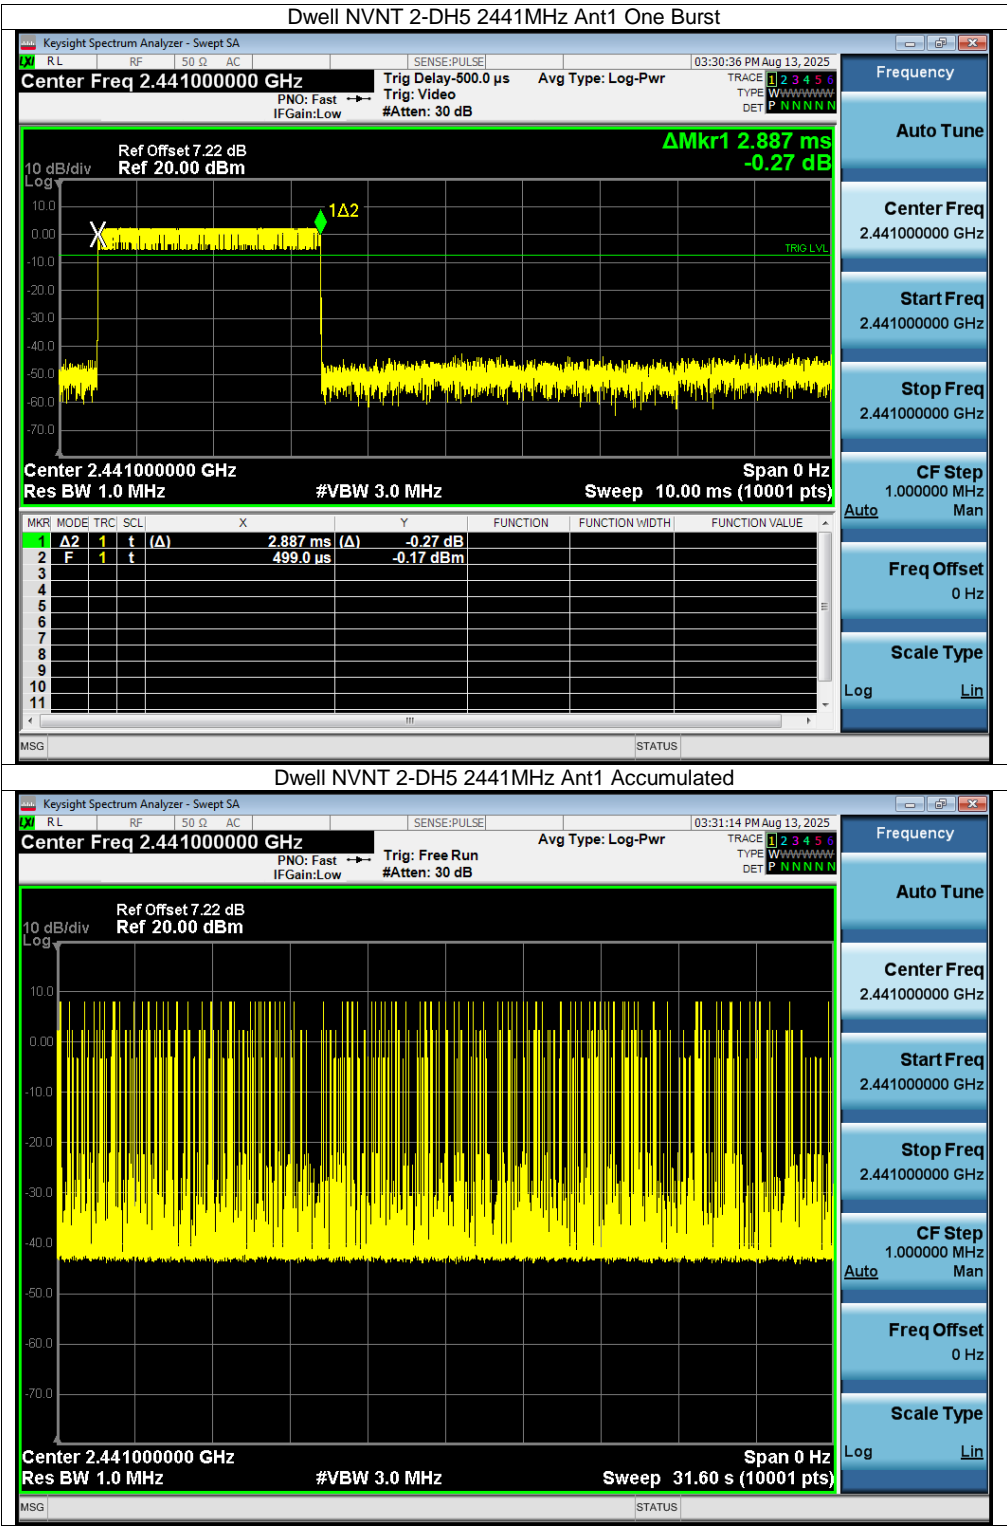 Dwell NVNT 2-DH5 2441MHz Ant1 One Burst
Keysight Spectrum Analyzer - Swept SA
LXI RL RF 50 Ω AC SENSE:PULSE 03:30:36 PM Aug 13, 2025
Center Freq 2.441000000 GHz
PNO: Fast
IFGain:Low
Trig Delay-500.0 µs
Trig: Video
#Atten: 30 dB
Avg Type: Log-Pwr
TRACE 1 2 3 4 5 6
TYPE WWWWWWW
DET P N N N N N
ΔMkr1 2.887 ms
-0.27 dB
Ref Offset 7.22 dB
10 dB/div Ref 20.00 dBm
Log
10.0
1Δ2
0.00
TRIG LVL
-10.0
-20.0
-30.0
-40.0
-50.0
-60.0
-70.0
Center 2.441000000 GHz Span 0 Hz
Res BW 1.0 MHz #VBW 3.0 MHz Sweep 10.00 ms (10001 pts)
MKR MODE TRC SCL X Y FUNCTION FUNCTION WIDTH FUNCTION VALUE
1 Δ2 1 t (Δ) 2.887 ms (Δ) -0.27 dB
2 F 1 t 499.0 µs -0.17 dBm
3
4
5
6
7
8
9
10
11
MSG STATUS
Frequency
Auto Tune
Center Freq
2.441000000 GHz
Start Freq
2.441000000 GHz
Stop Freq
2.441000000 GHz
CF Step
1.000000 MHz
Auto Man
Freq Offset
0 Hz
Scale Type
Log Lin
Dwell NVNT 2-DH5 2441MHz Ant1 Accumulated
Keysight Spectrum Analyzer - Swept SA
LXI RL RF 50 Ω AC SENSE:PULSE 03:31:14 PM Aug 13, 2025
Center Freq 2.441000000 GHz
PNO: Fast
IFGain:Low
Trig: Free Run
#Atten: 30 dB
Avg Type: Log-Pwr
TRACE 1 2 3 4 5 6
TYPE WWWWWWW
DET P N N N N N
Ref Offset 7.22 dB
10 dB/div Ref 20.00 dBm
Log
10.0
0.00
-10.0
-20.0
-30.0
-40.0
-50.0
-60.0
-70.0
Center 2.441000000 GHz Span 0 Hz
Res BW 1.0 MHz #VBW 3.0 MHz Sweep 31.60 s (10001 pts)
MSG STATUS
Frequency
Auto Tune
Center Freq
2.441000000 GHz
Start Freq
2.441000000 GHz
Stop Freq
2.441000000 GHz
CF Step
1.000000 MHz
Auto Man
Freq Offset
0 Hz
Scale Type
Log Lin